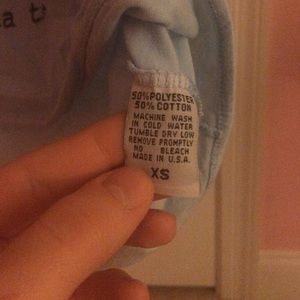 a t
50% POLYESTER
50% COTTON
MACHINE WASH
IN COLD WATER
TUMBLE DRY LOW
REMOVE PROMPTLY
NO BLEACH
MADE IN U.S.A.
XS